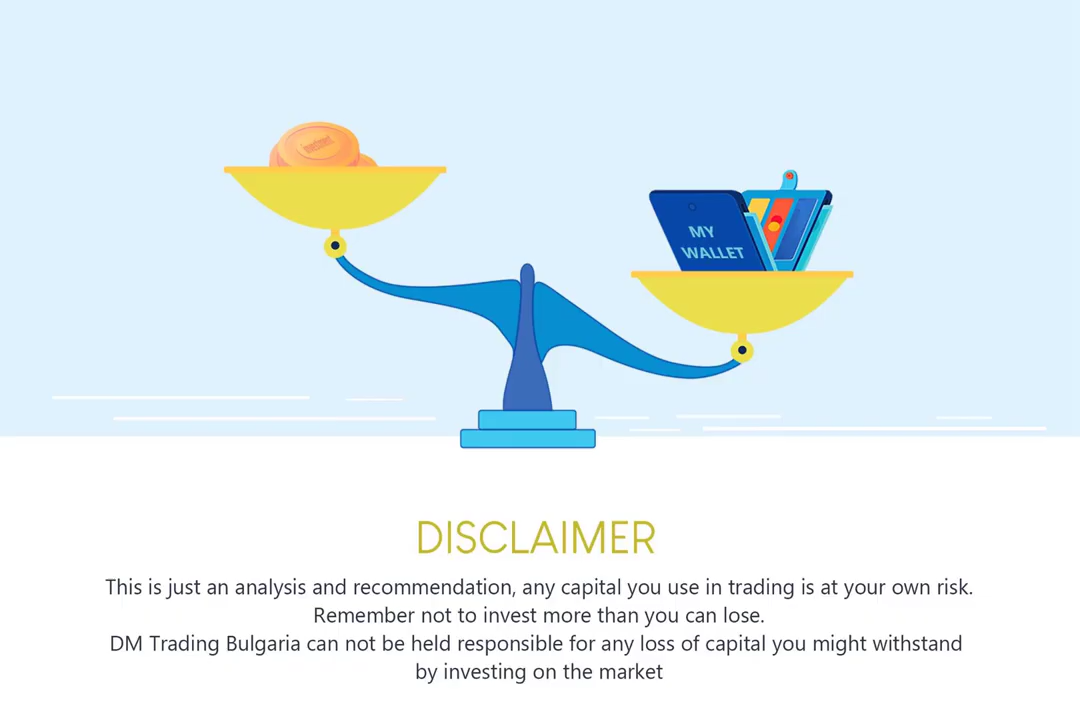 investment
MY
WALLET
DISCLAIMER
This is just an analysis and recommendation, any capital you use in trading is at your own risk.
Remember not to invest more than you can lose.
DM Trading Bulgaria can not be held responsible for any loss of capital you might withstand
by investing on the market